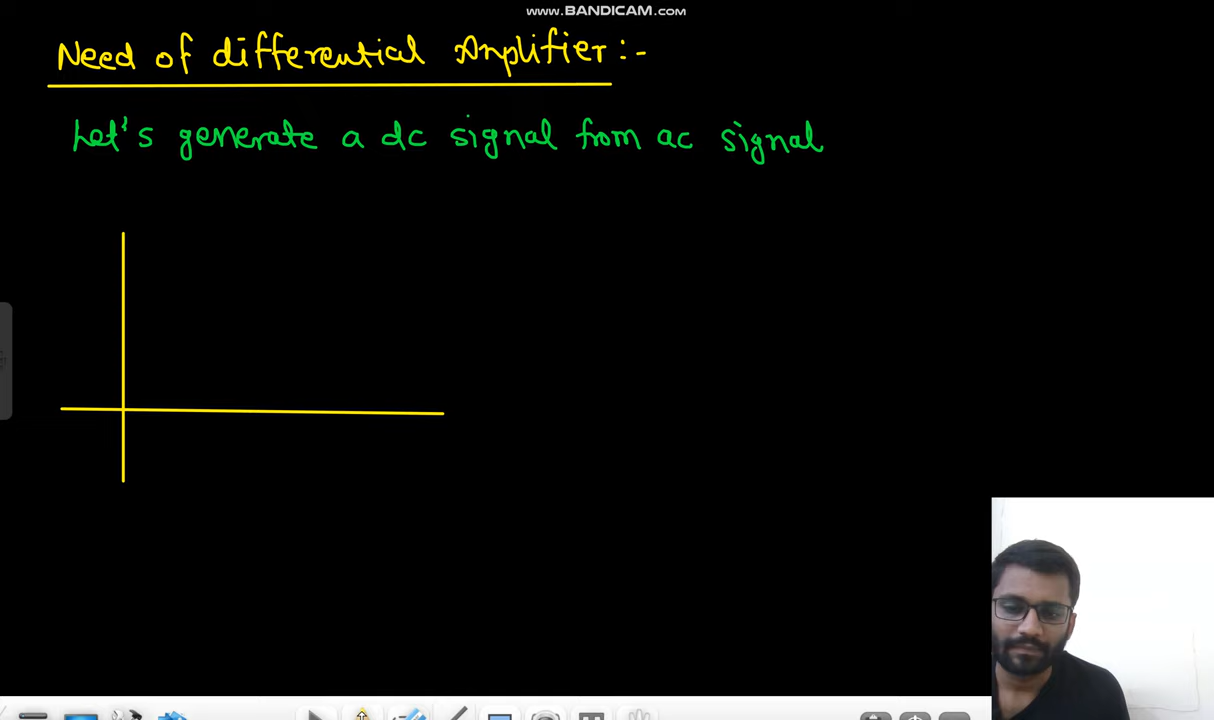 www.BANDICAM.com
Need of differential Amplifier :-
Let's generate a dc signal from ac signal